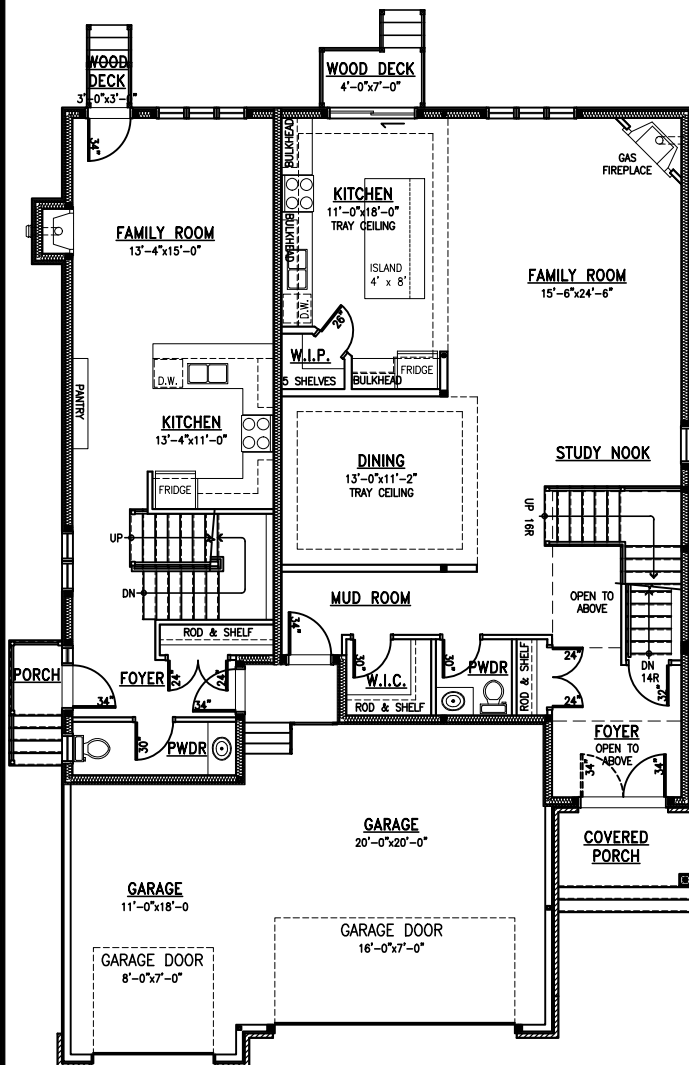 WOOD
DECK
3'-0"x3'-0"
WOOD DECK
4'-0"x7'-0"
34"
BULKHEAD
KITCHEN
11'-0"x18'-0"
TRAY CEILING
GAS
FIREPLACE
FAMILY ROOM
13'-4"x15'-0"
BULKHEAD
ISLAND
4' x 8'
FAMILY ROOM
15'-6"x24'-6"
D.W.
26"
W.I.P.
5 SHELVES
BULKHEAD
FRIDGE
D.W.
PANTRY
KITCHEN
13'-4"x11'-0"
FRIDGE
DINING
13'-0"x11'-2"
TRAY CEILING
STUDY NOOK
UP 16R
UP
DN
MUD ROOM
OPEN TO
ABOVE
ROD & SHELF
34"
30"
30"
W.I.C.
PWDR
ROD & SHELF
ROD & SHELF
24"
24"
DN
14R
32"
PORCH
FOYER
34"
24"
24"
34"
30"
PWDR
FOYER
OPEN TO
ABOVE
34"
34"
GARAGE
20'-0"x20'-0"
COVERED
PORCH
GARAGE
11'-0"x18'-0
GARAGE DOOR
16'-0"x7'-0"
GARAGE DOOR
8'-0"x7'-0"